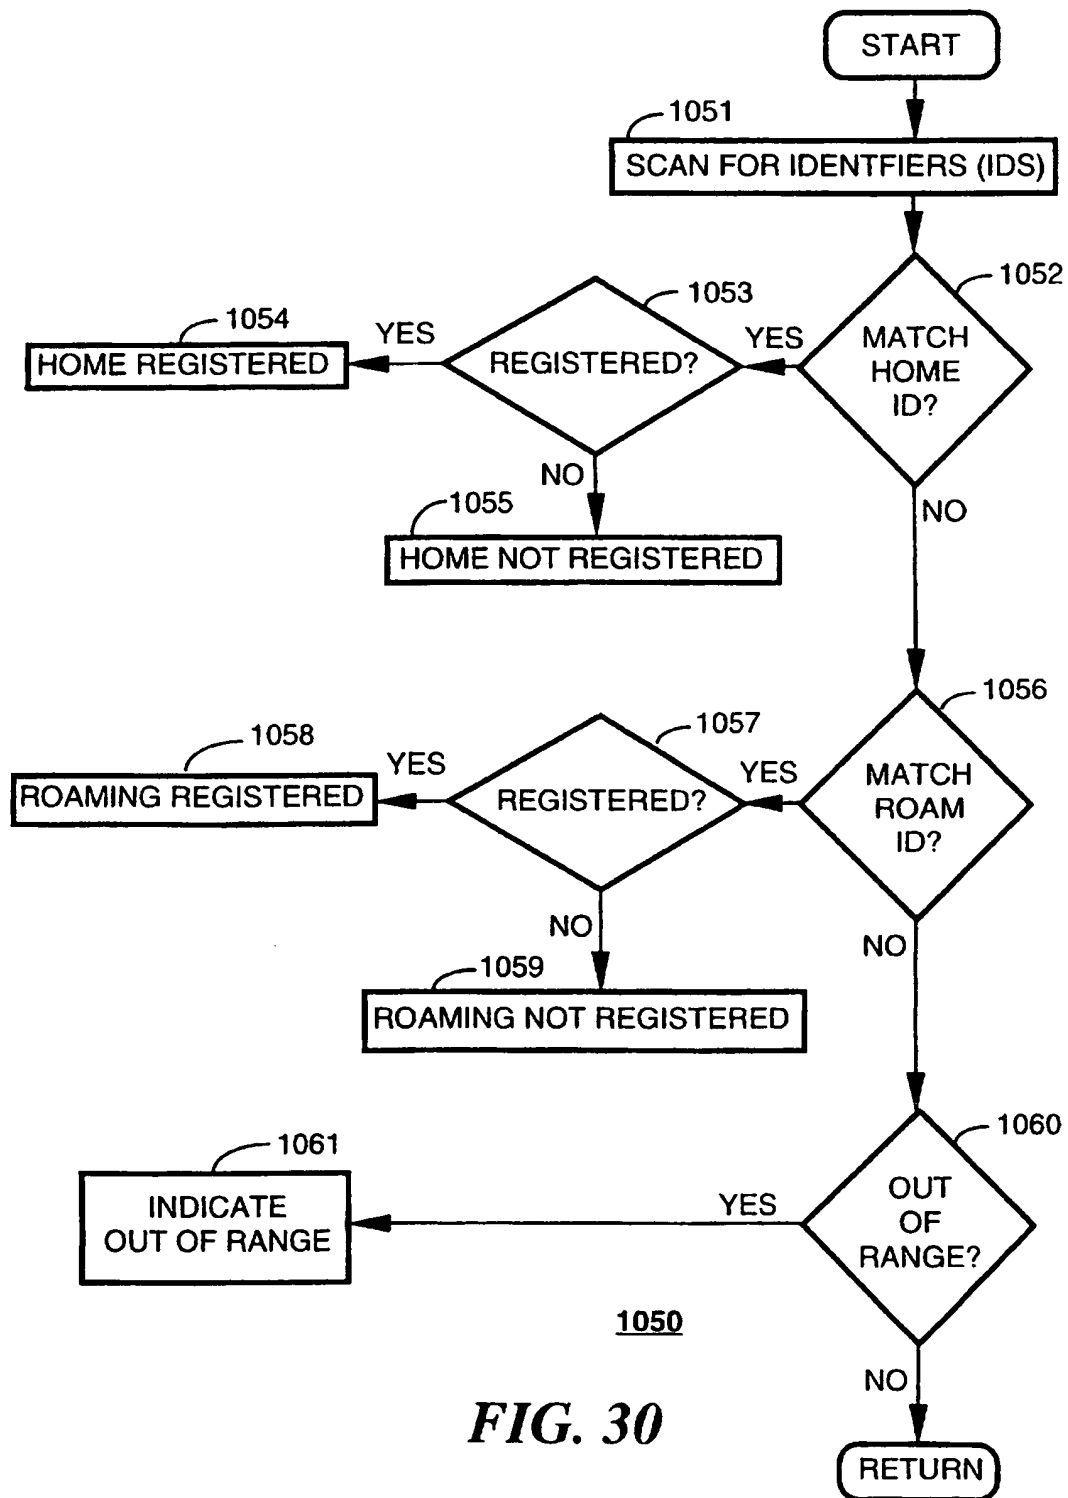 START
1051
SCAN FOR IDENTFIERS (IDS)
1052
MATCH
HOME
ID?
YES
1053
REGISTERED?
YES
1054
HOME REGISTERED
NO
1055
HOME NOT REGISTERED
NO
1056
MATCH
ROAM
ID?
YES
1057
REGISTERED?
YES
1058
ROAMING REGISTERED
NO
1059
ROAMING NOT REGISTERED
NO
1060
OUT
OF
RANGE?
YES
1061
INDICATE
OUT OF RANGE
1050
NO
FIG. 30
RETURN